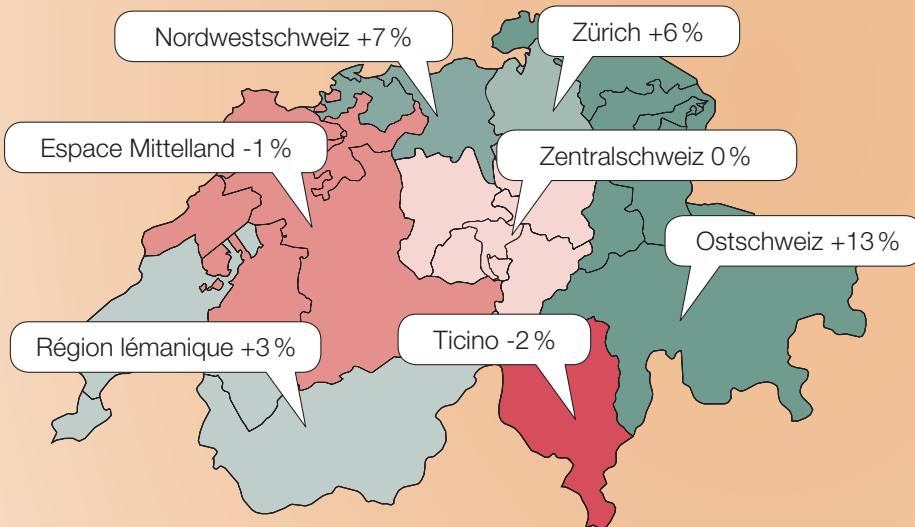 Nordwestschweiz +7 %
Zürich +6 %
Espace Mittelland -1 %
Zentralschweiz 0 %
Ostschweiz +13 %
Région lémanique +3 %
Ticino -2 %